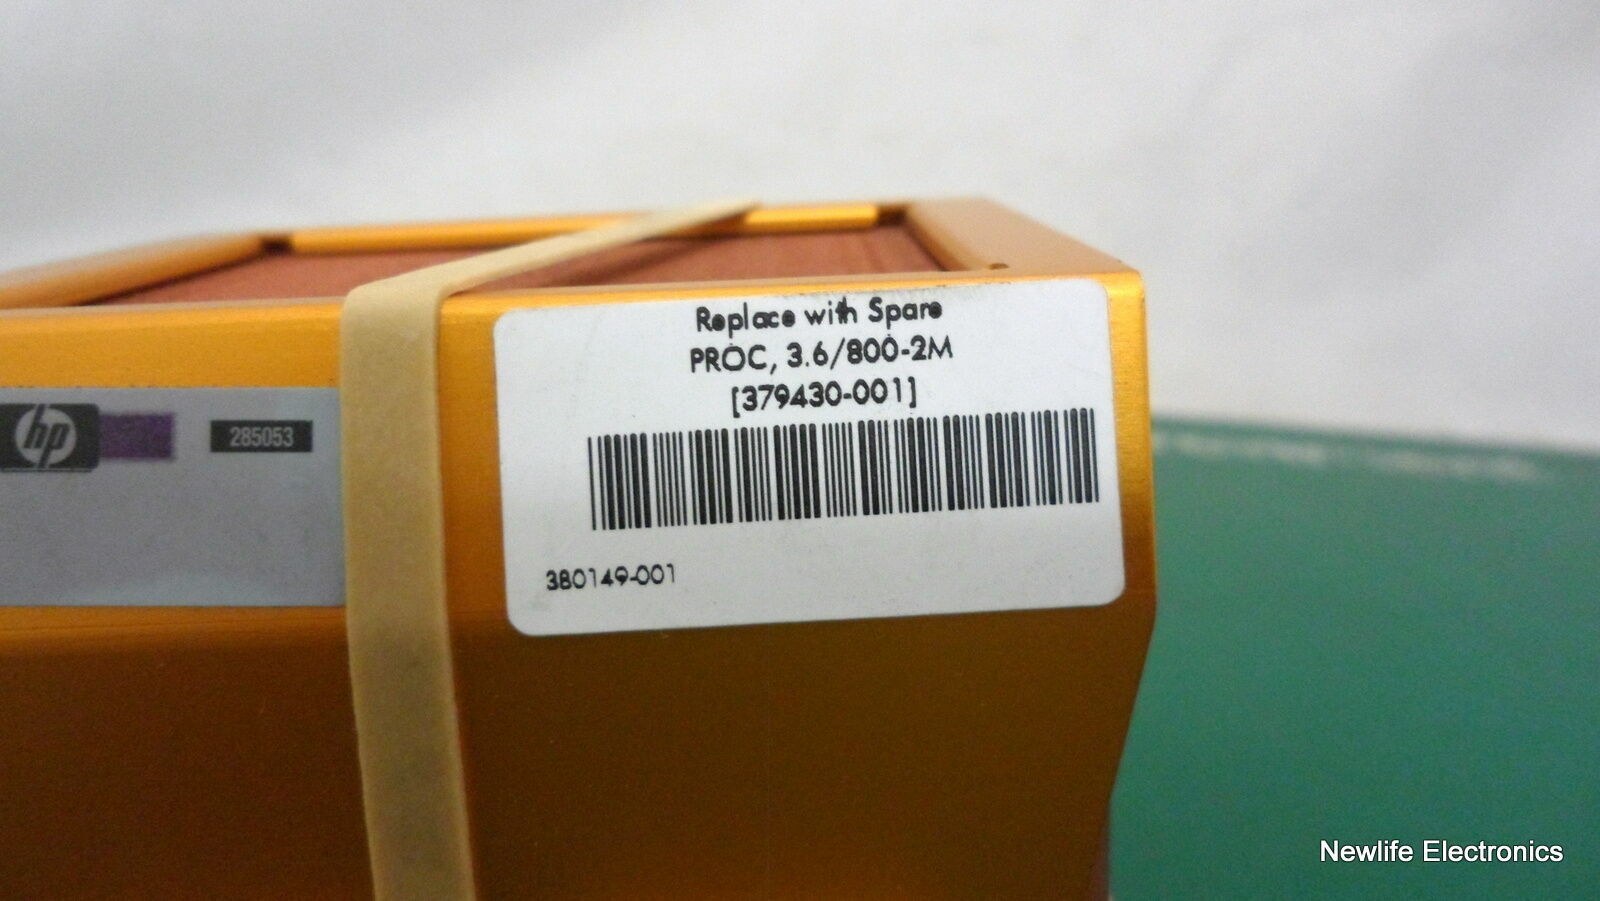 Replace with Spare
PROC, 3.6/800-2M
[379430-001]
380149-001
hp
285053
Newlife Electronics